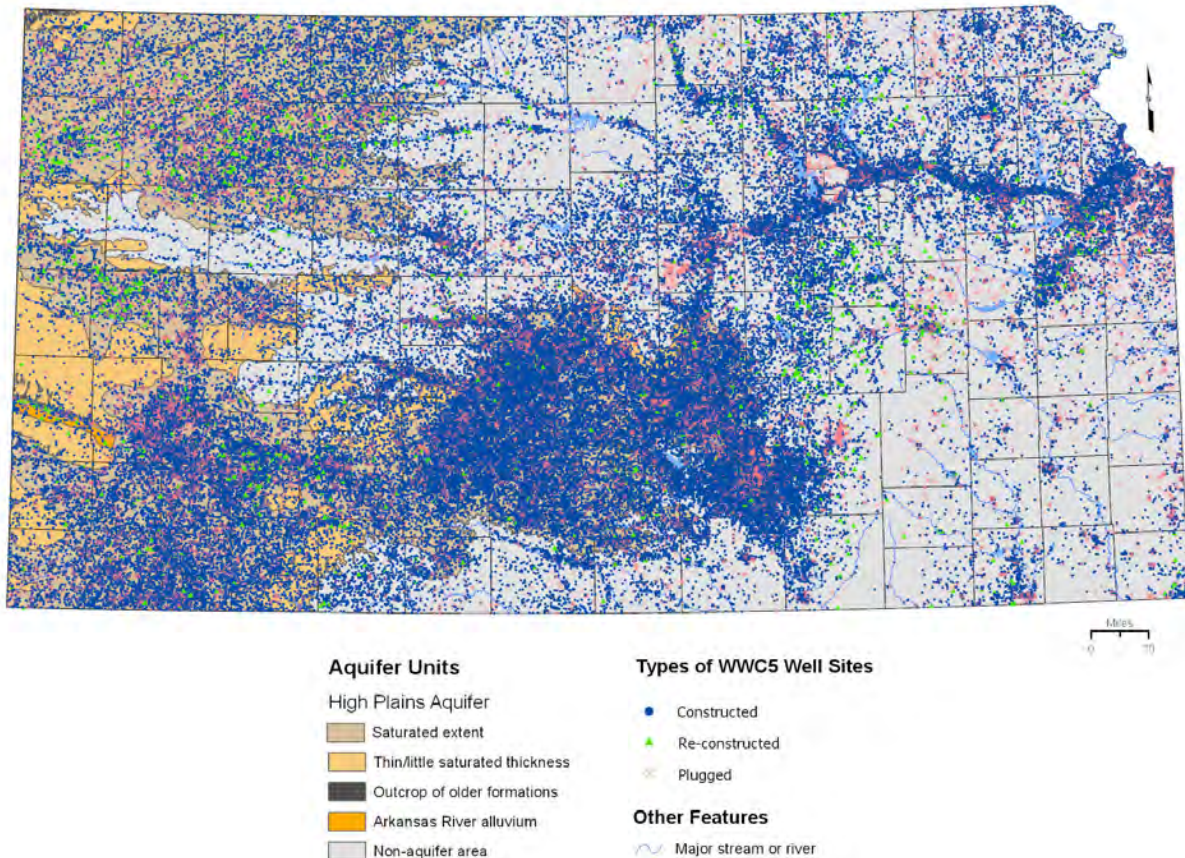 Miles
Aquifer Units
High Plains Aquifer
Saturated extent
Thin/little saturated thickness
Outcrop of older formations
Arkansas River alluvium
Non-aquifer area
Types of WWC5 Well Sites
Constructed
Re-constructed
Plugged
Other Features
Major stream or river